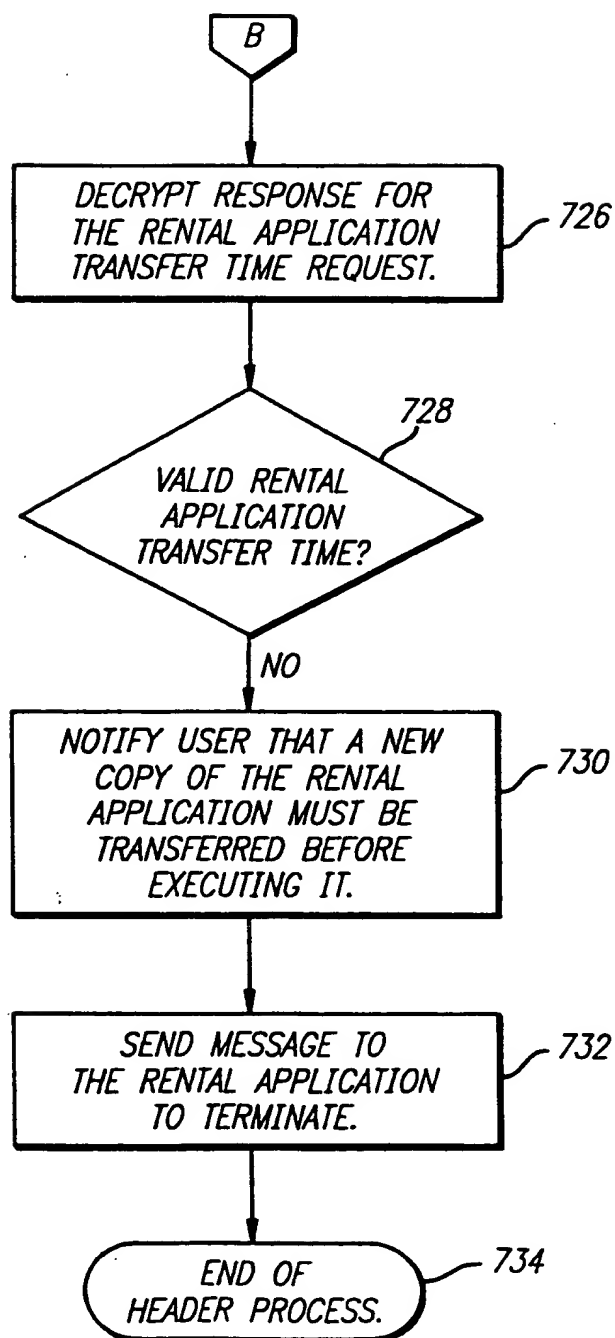 B
DECRYPT RESPONSE FOR
THE RENTAL APPLICATION
TRANSFER TIME REQUEST.
726
728
VALID RENTAL
APPLICATION
TRANSFER TIME?
NO
NOTIFY USER THAT A NEW
COPY OF THE RENTAL
APPLICATION MUST BE
TRANSFERRED BEFORE
EXECUTING IT.
730
SEND MESSAGE TO
THE RENTAL APPLICATION
TO TERMINATE.
732
END OF
HEADER PROCESS.
734